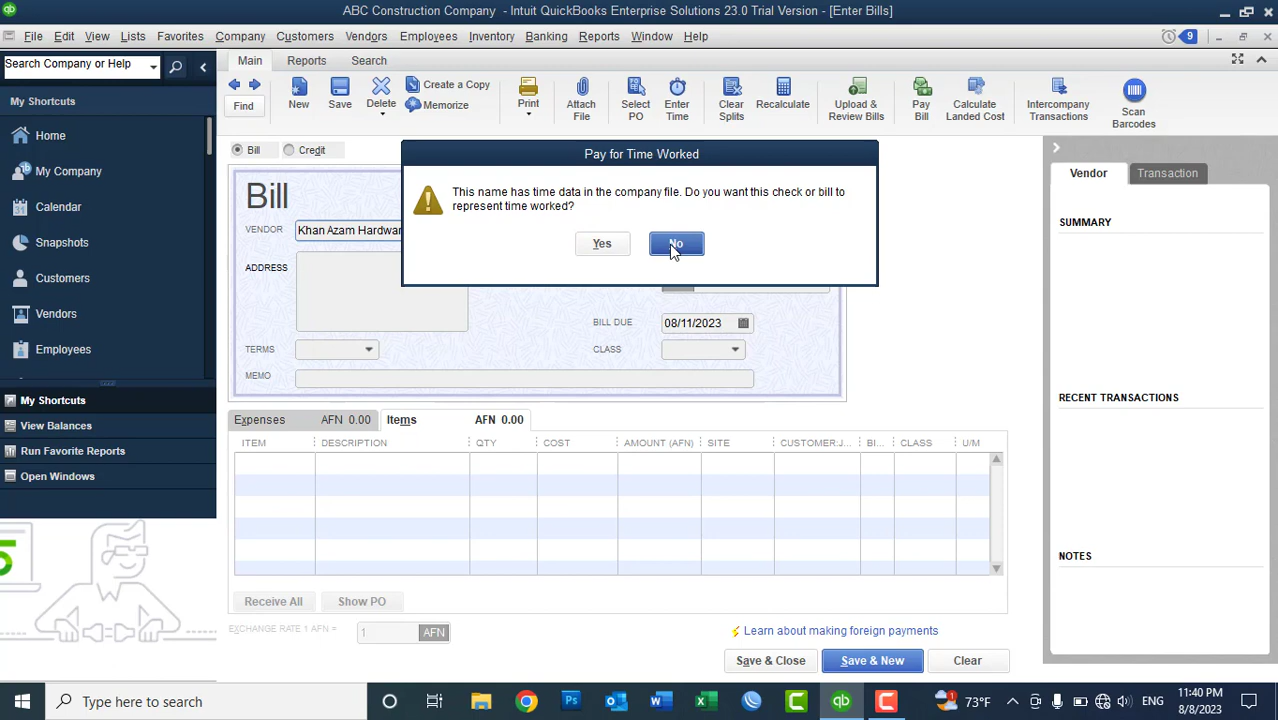 ABC Construction Company - Intuit QuickBooks Enterprise Solutions 23.0 Trial Version - [Enter Bills]
File Edit View Lists Favorites Company Customers Vendors Employees Inventory Banking Reports Window Help 9
Search Company or Help
Main Reports Search
My Shortcuts
Home
My Company
Calendar
Snapshots
Customers
Vendors
Employees
My Shortcuts
View Balances
Run Favorite Reports
Open Windows
Find
New
Save
Delete
Create a Copy
Memorize
Print
Attach
File
Select
PO
Enter
Time
Clear
Splits
Recalculate
Upload &
Review Bills
Pay
Bill
Calculate
Landed Cost
Intercompany
Transactions
Scan
Barcodes
Bill Credit
Pay for Time Worked
This name has time data in the company file. Do you want this check or bill to
represent time worked?
Yes No
Bill
VENDOR Khan Azam Hardwar
ADDRESS
BILL DUE 08/11/2023
TERMS CLASS
MEMO
Expenses AFN 0.00 Items AFN 0.00
ITEM DESCRIPTION QTY COST AMOUNT (AFN) SITE CUSTOMER:J... BI... CLASS U/M
Receive All Show PO
EXCHANGE RATE 1 AFN = 1 AFN
Learn about making foreign payments
Save & Close Save & New Clear
Vendor Transaction
SUMMARY
RECENT TRANSACTIONS
NOTES
Type here to search
73°F
ENG
11:40 PM
8/8/2023